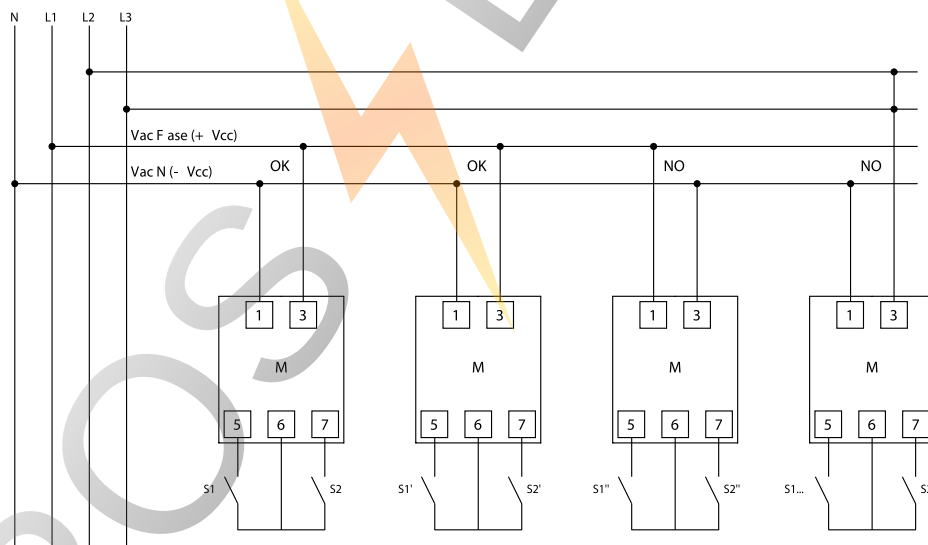 N L1 L2 L3
Vac F ase (+ Vcc)
OK OK NO NO
Vac N (- Vcc)
1 3 1 3 1 3 1 3
M M M M
5 6 7 5 6 7 5 6 7 5 6 7
S1 S2 S1' S2' S1" S2" S1...